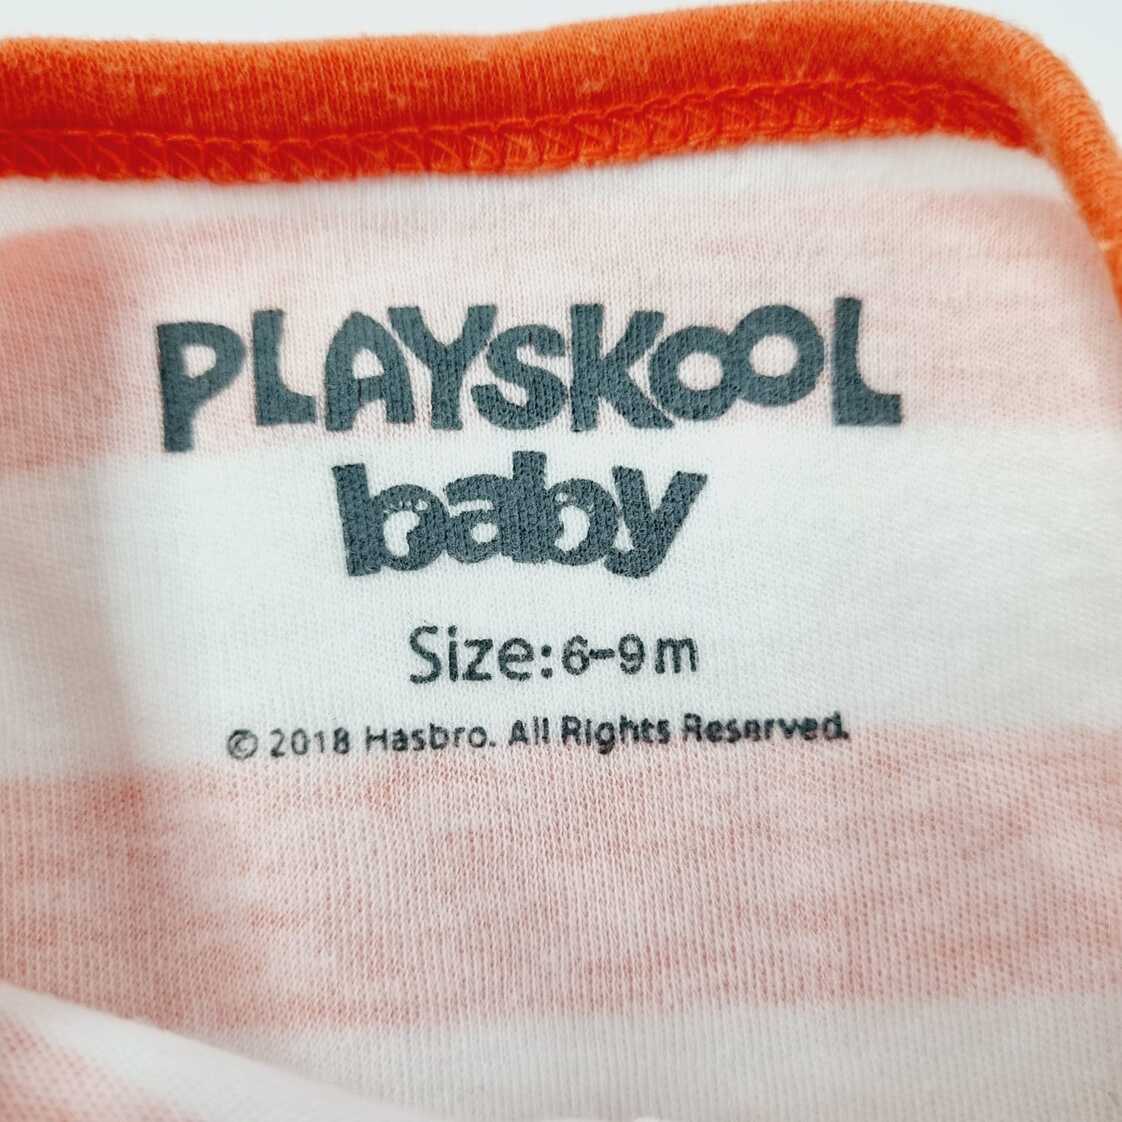 PLAYSKOOL
baby
Size:6-9m
© 2018 Hasbro. All Rights Reserved.